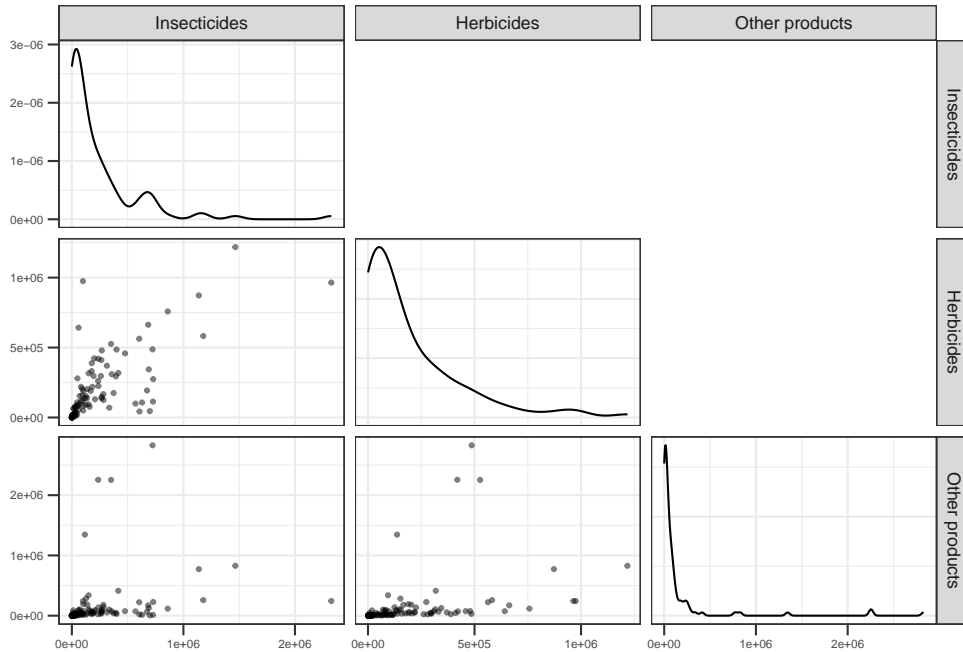 Insecticides Herbicides Other products
3e−06
2e−06
1e−06
0e+00
Insecticides
1e+06
5e+05
0e+00
Herbicides
2e+06
1e+06
0e+00
Other products
0e+00 1e+06 2e+06 0e+00 5e+05 1e+06 0e+00 1e+06 2e+06